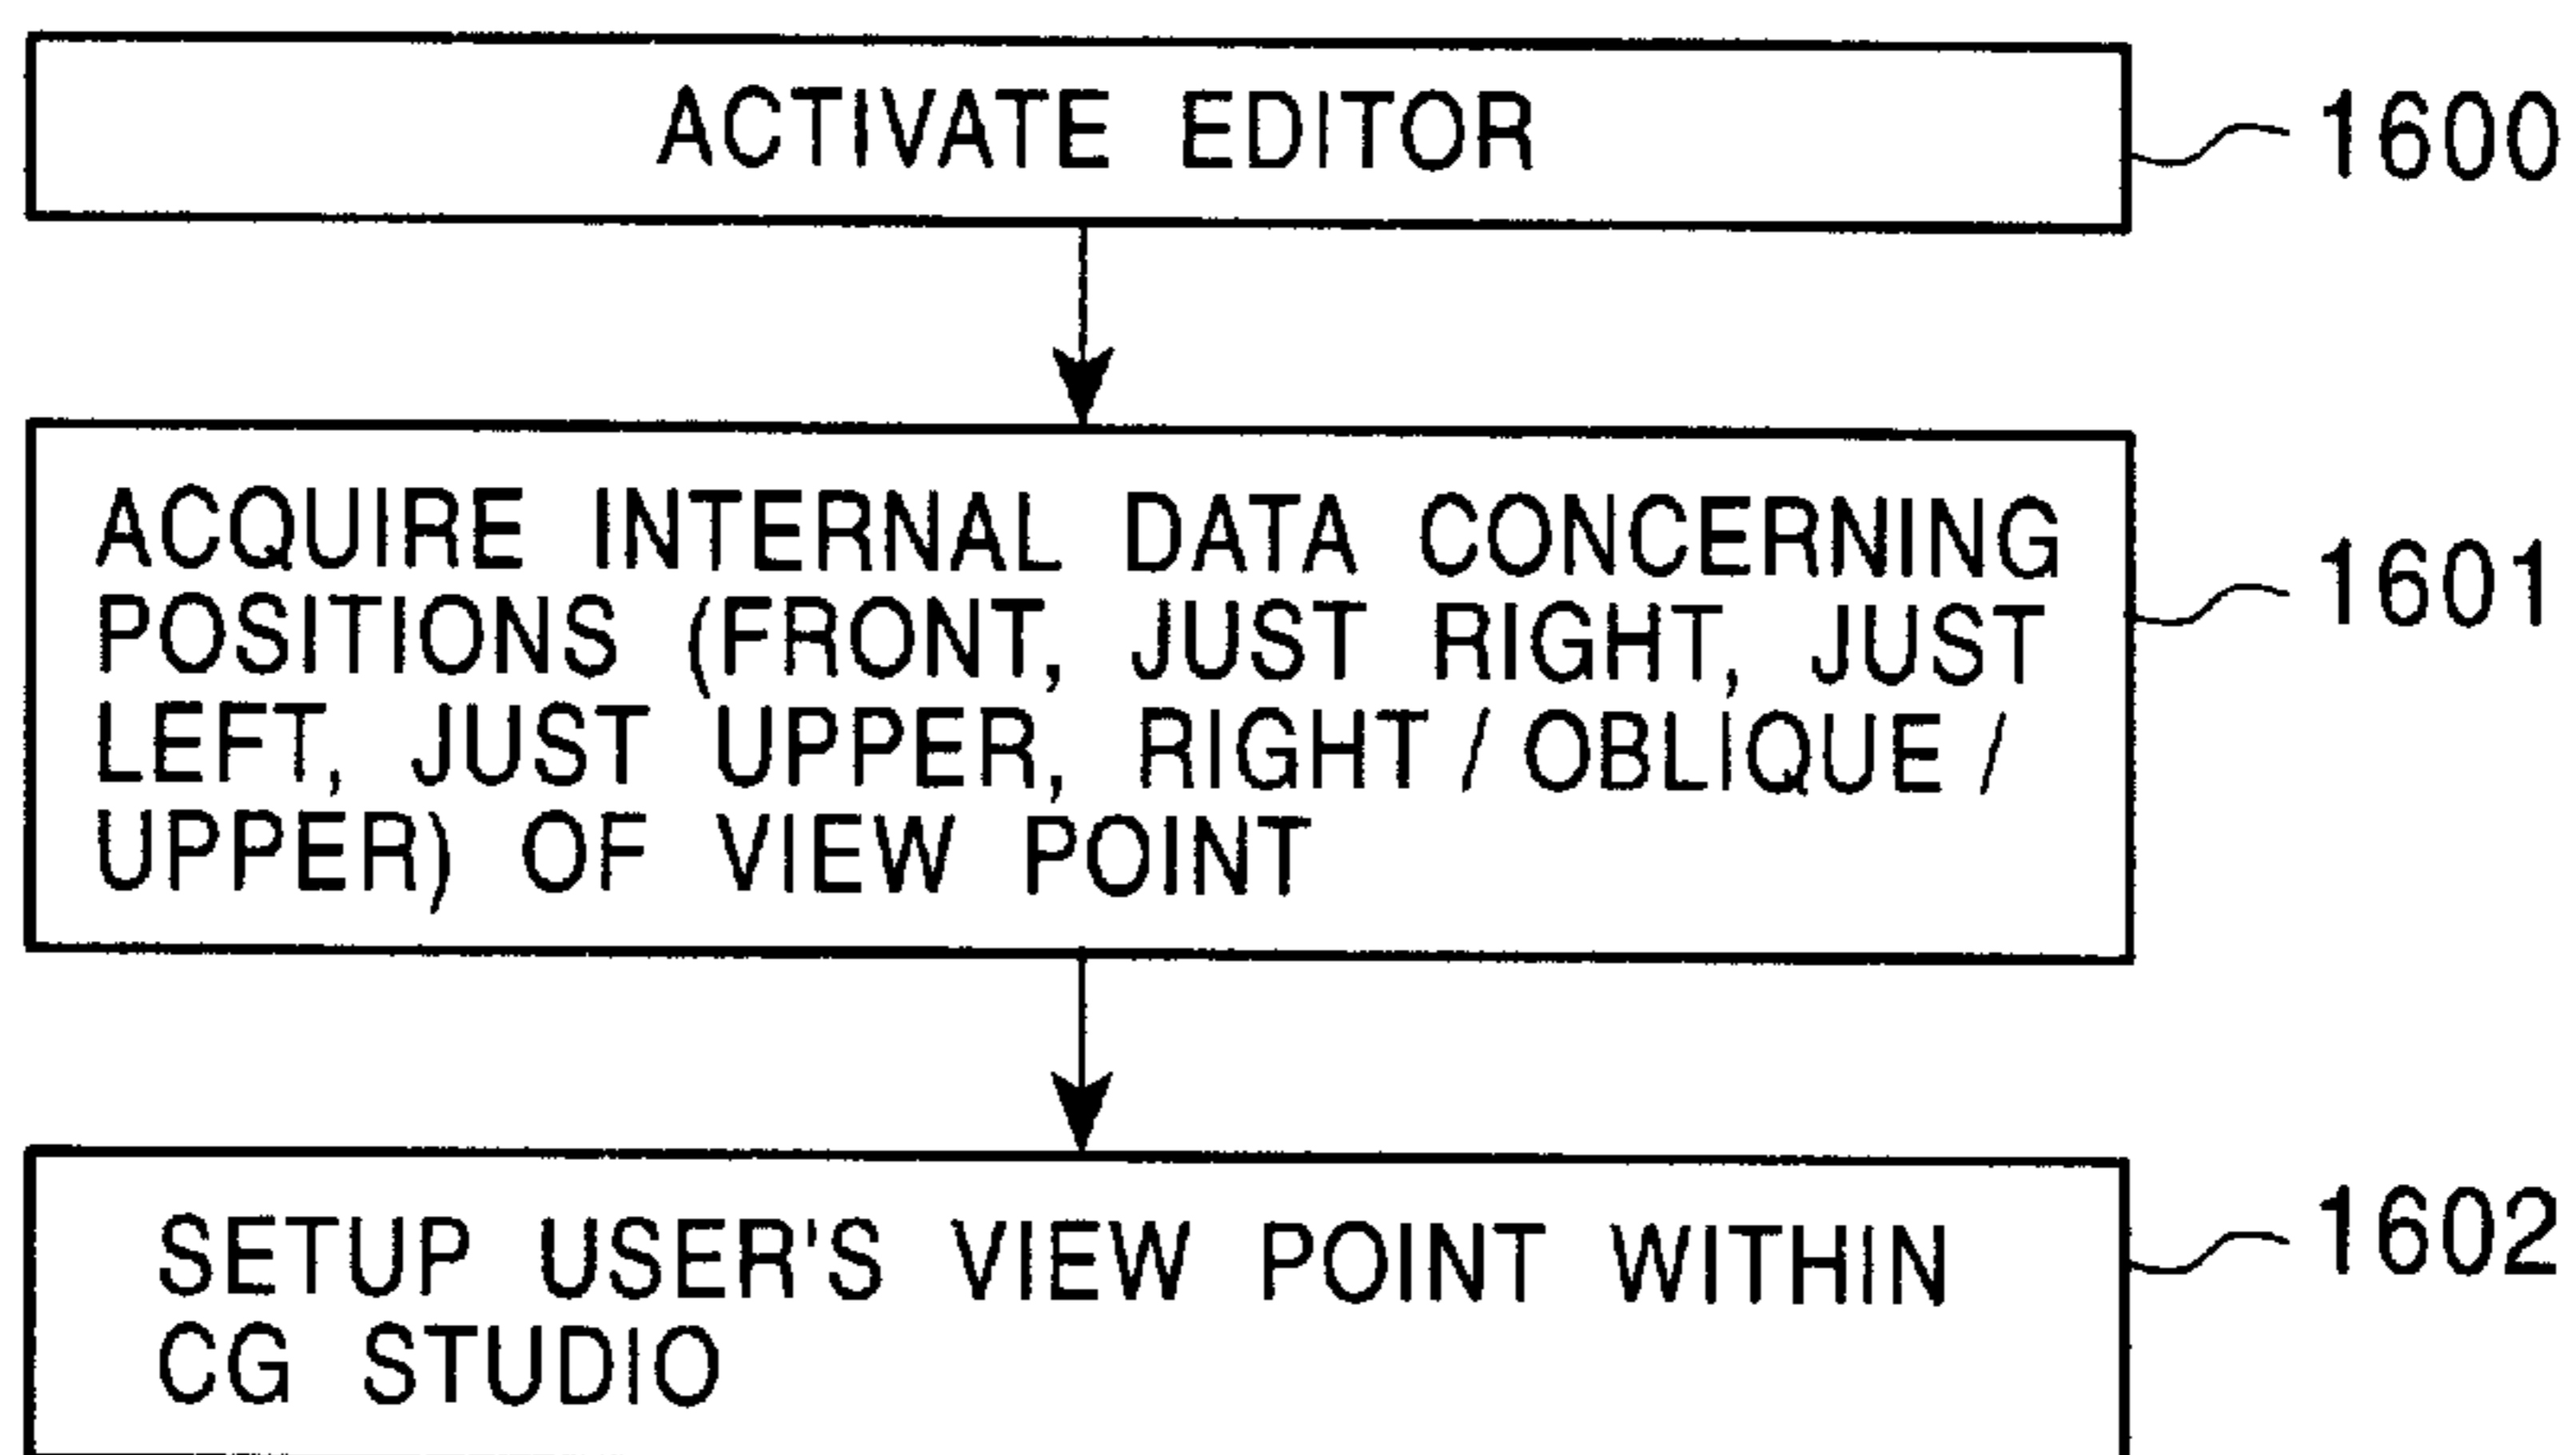 ACTIVATE EDITOR
1600
ACQUIRE INTERNAL DATA CONCERNING
POSITIONS (FRONT, JUST RIGHT, JUST
LEFT, JUST UPPER, RIGHT / OBLIQUE /
UPPER) OF VIEW POINT
1601
SETUP USER'S VIEW POINT WITHIN
CG STUDIO
1602